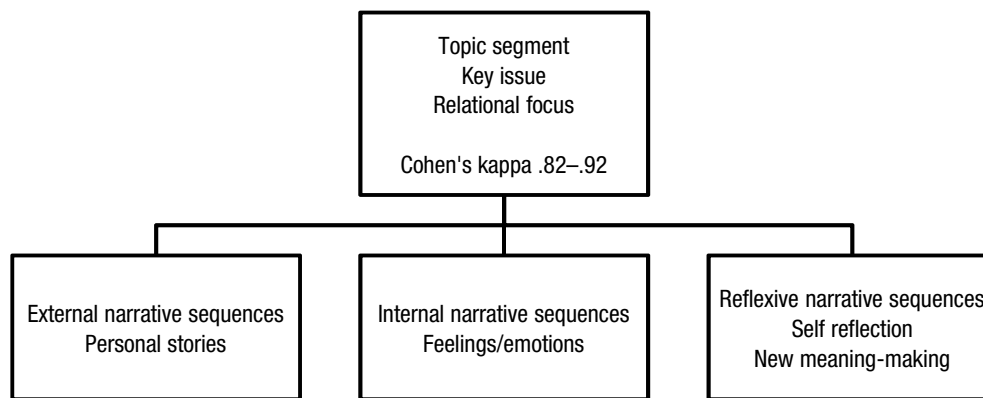 Topic segment
Key issue
Relational focus
Cohen's kappa .82–.92
External narrative sequences
Personal stories
Internal narrative sequences
Feelings/emotions
Reflexive narrative sequences
Self reflection
New meaning-making